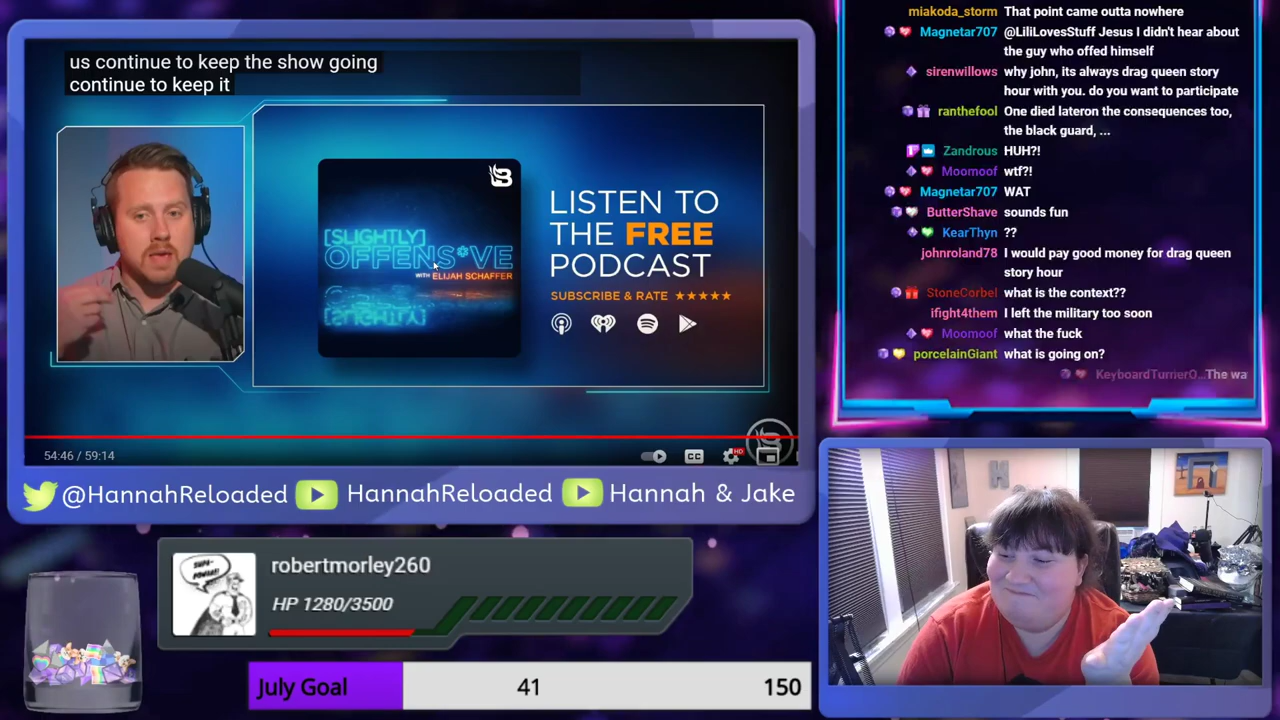 us continue to keep the show going
continue to keep it
[SLIGHTLY]
OFFENS*VE
WITH ELIJAH SCHAFFER
LISTEN TO
THE FREE
PODCAST
SUBSCRIBE & RATE ★★★★★
54:46 / 59:14
CC
HD
@HannahReloaded
HannahReloaded
Hannah & Jake
robertmorley260
HP 1280/3500
July Goal
41
150
miakoda_storm That point came outta nowhere
Magnetar707 @LiliLovesStuff Jesus I didn't hear about
the guy who offed himself
sirenwillows why john, its always drag queen story
hour with you. do you want to participate
ranthefool One died lateron the consequences too,
the black guard, ...
Zandrous HUH?!
Moomoof wtf?!
Magnetar707 WAT
ButterShave sounds fun
KearThyn ??
johnroland78 I would pay good money for drag queen
story hour
StoneCorbel what is the context??
ifight4them I left the military too soon
Moomoof what the fuck
porcelainGiant what is going on?
KeyboardTurnerO... The wa